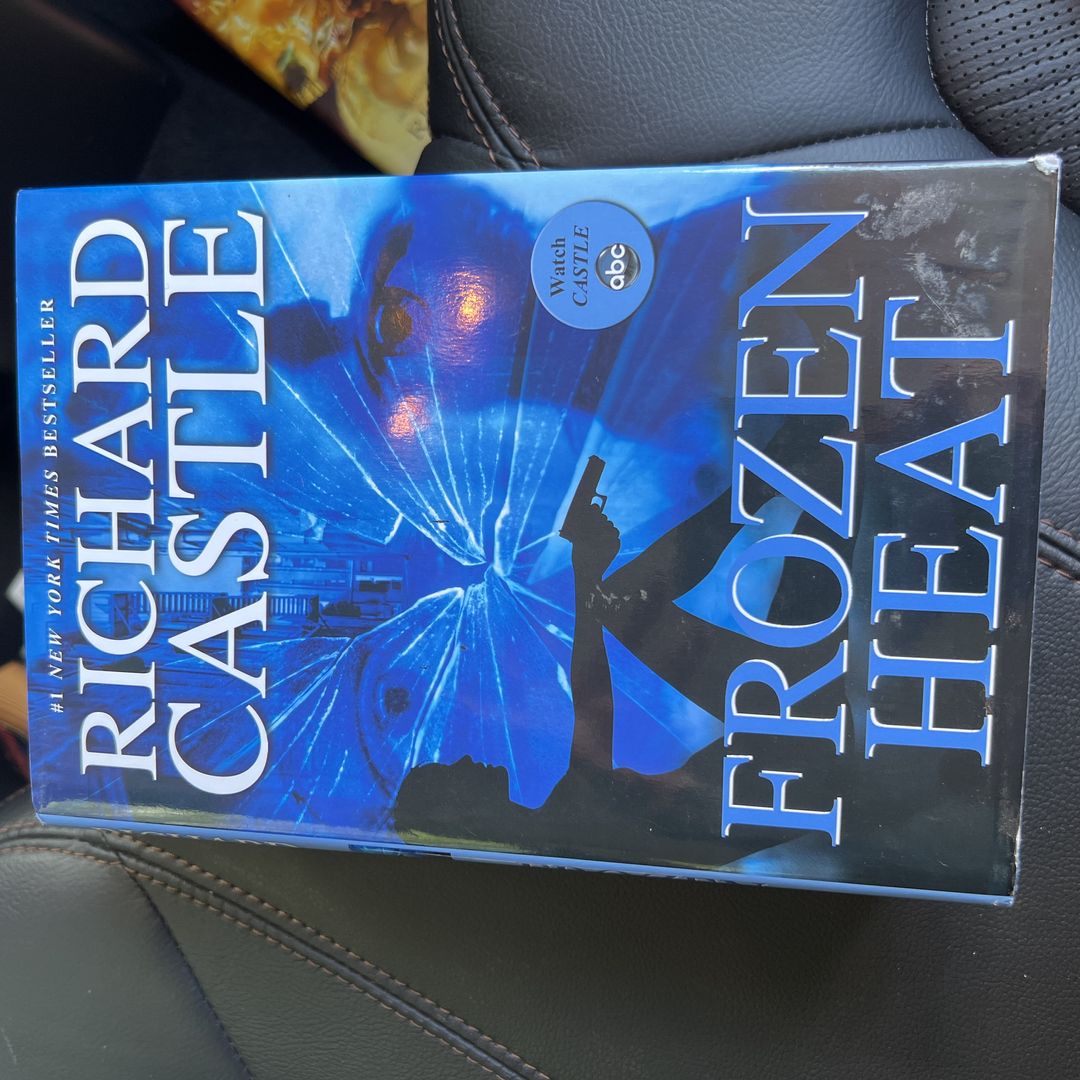 #1 NEW YORK TIMES BESTSELLER
RICHARD
CASTLE
Watch
CASTLE
abc
FROZEN
HEAT